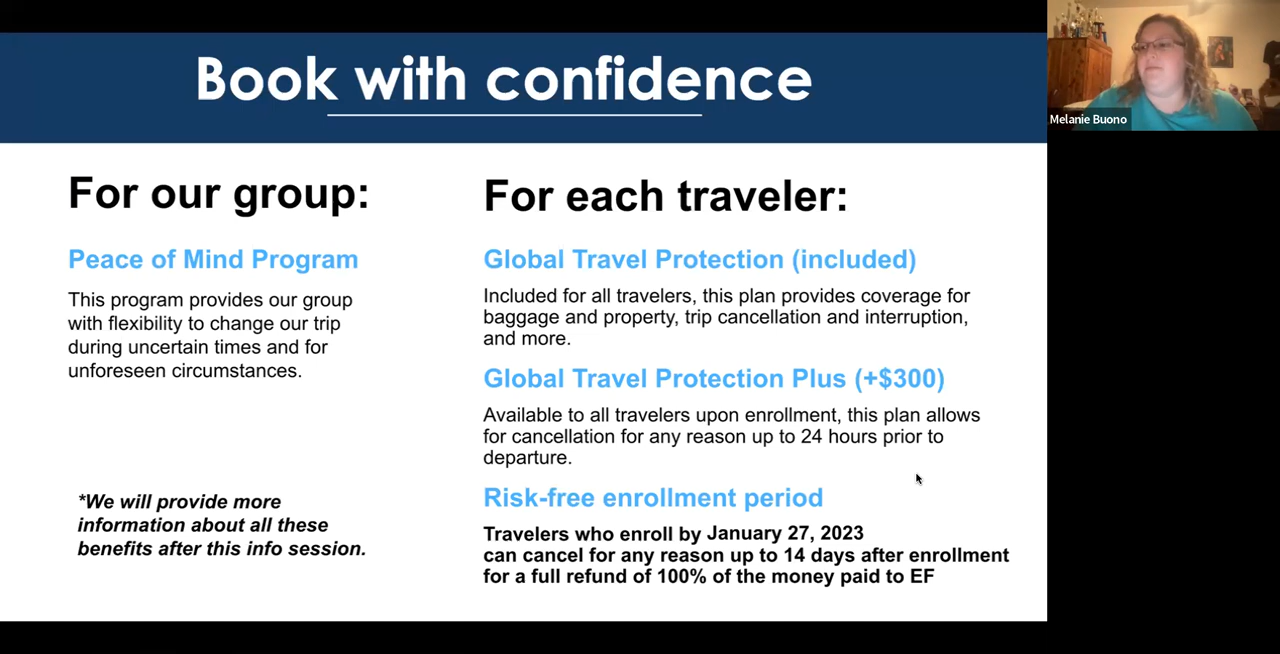 Book with confidence
Melanie Buono
For our group:
Peace of Mind Program
This program provides our group
with flexibility to change our trip
during uncertain times and for
unforeseen circumstances.
*We will provide more
information about all these
benefits after this info session.
For each traveler:
Global Travel Protection (included)
Included for all travelers, this plan provides coverage for
baggage and property, trip cancellation and interruption,
and more.
Global Travel Protection Plus (+$300)
Available to all travelers upon enrollment, this plan allows
for cancellation for any reason up to 24 hours prior to
departure.
Risk-free enrollment period
Travelers who enroll by January 27, 2023
can cancel for any reason up to 14 days after enrollment
for a full refund of 100% of the money paid to EF